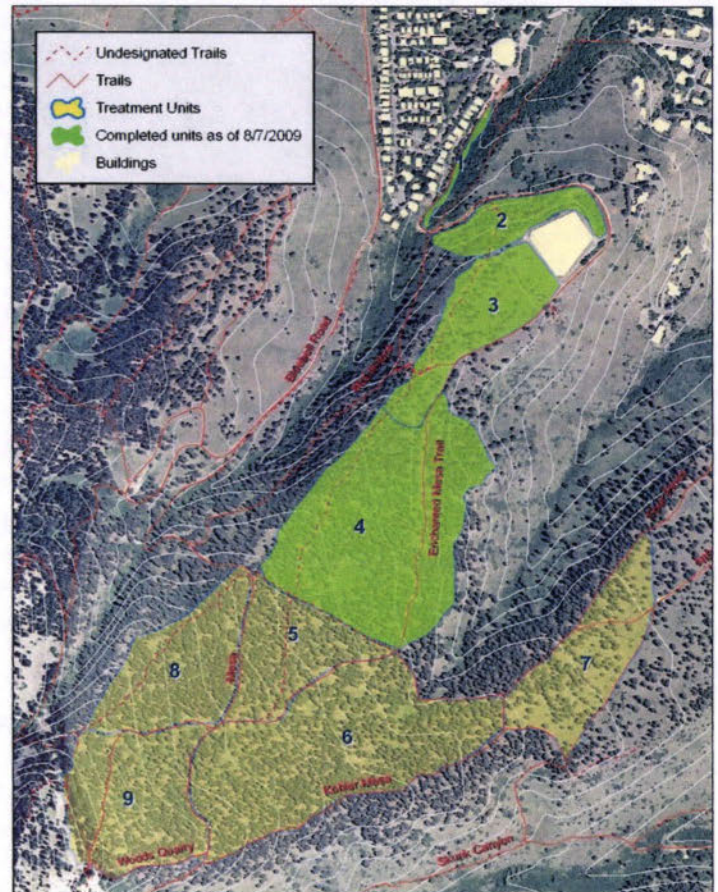 Undesignated Trails
Trails
Treatment Units
Completed units as of 8/7/2009
Buildings
2
3
Enchanted Mesa Trail
4
5
8
Mesa
7
6
9
Kohler Mesa
Woods Quarry
Skunk Canyon